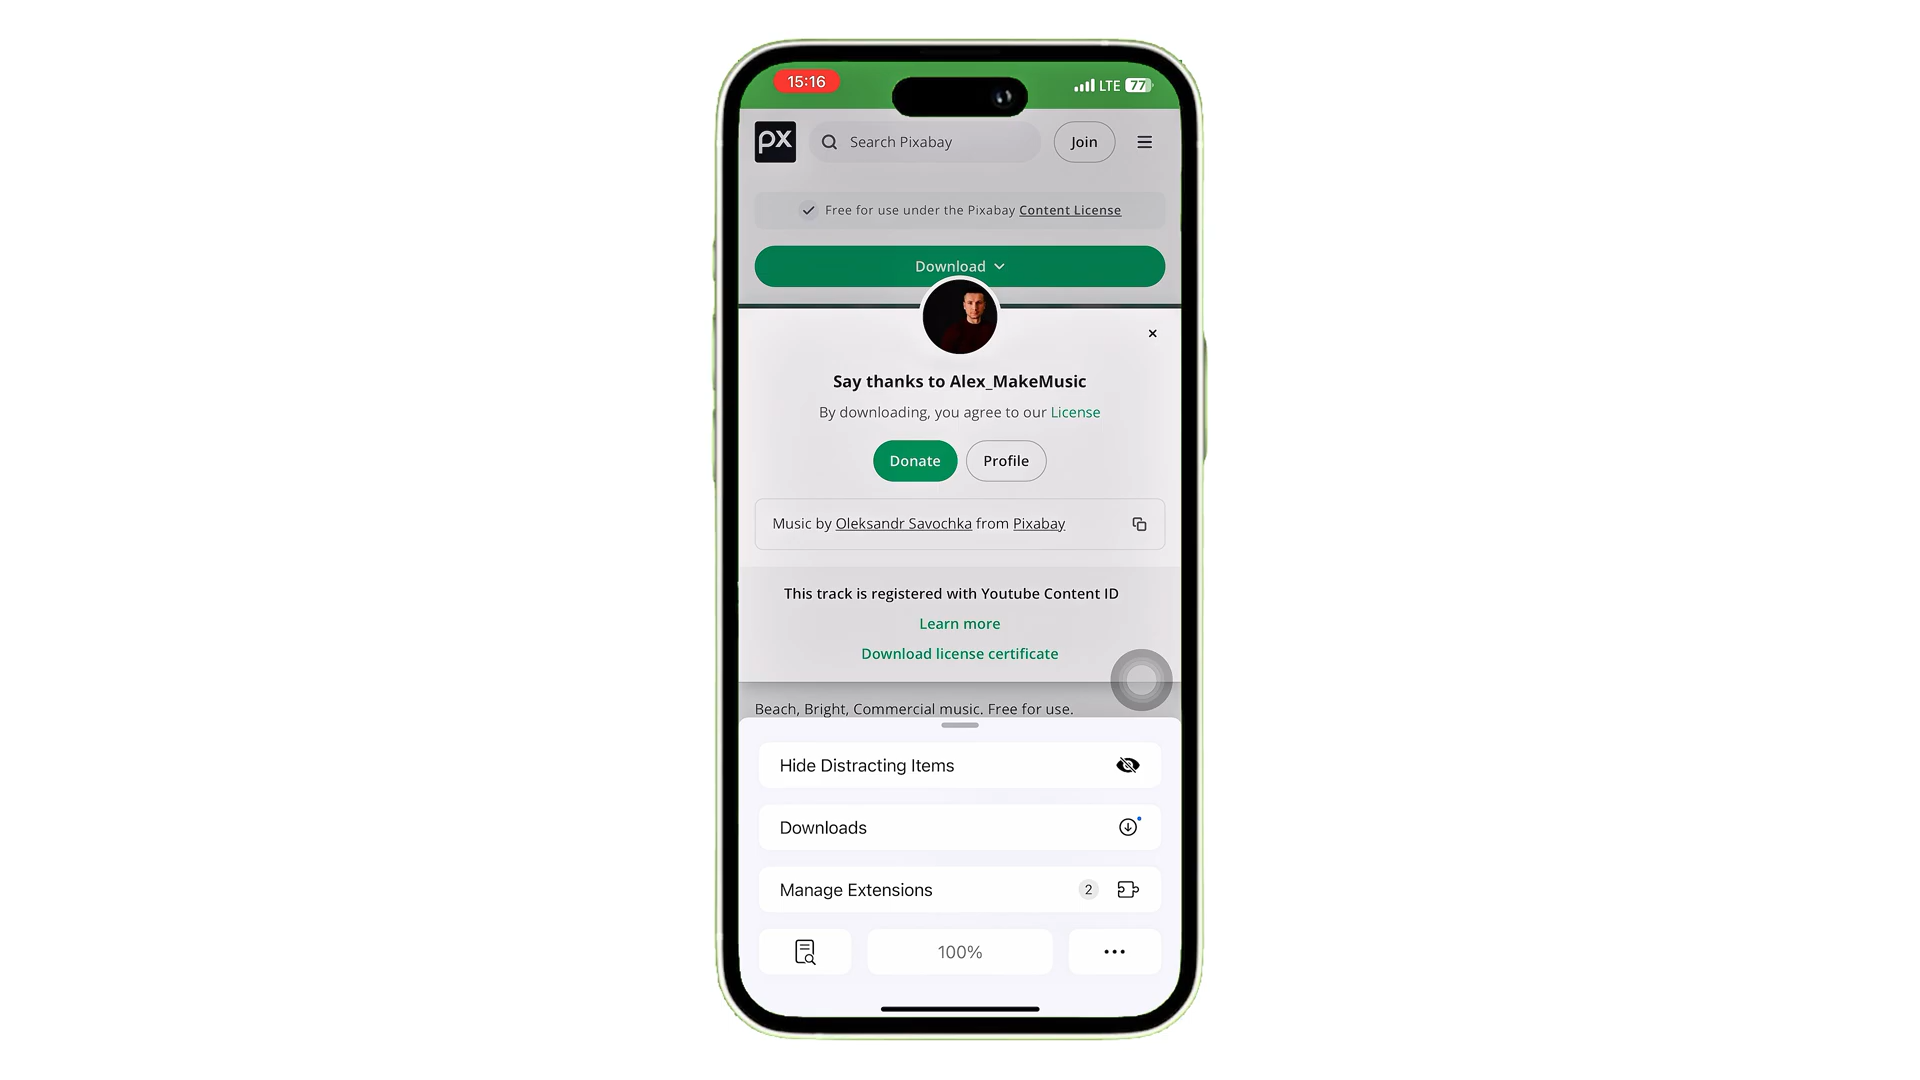 15:16
LTE 77
px
Search Pixabay
Join
Free for use under the Pixabay Content License
Download
Say thanks to Alex_MakeMusic
By downloading, you agree to our License
Donate
Profile
Music by Oleksandr Savochka from Pixabay
This track is registered with Youtube Content ID
Learn more
Download license certificate
Beach, Bright, Commercial music. Free for use.
Hide Distracting Items
Downloads
Manage Extensions 2
100%